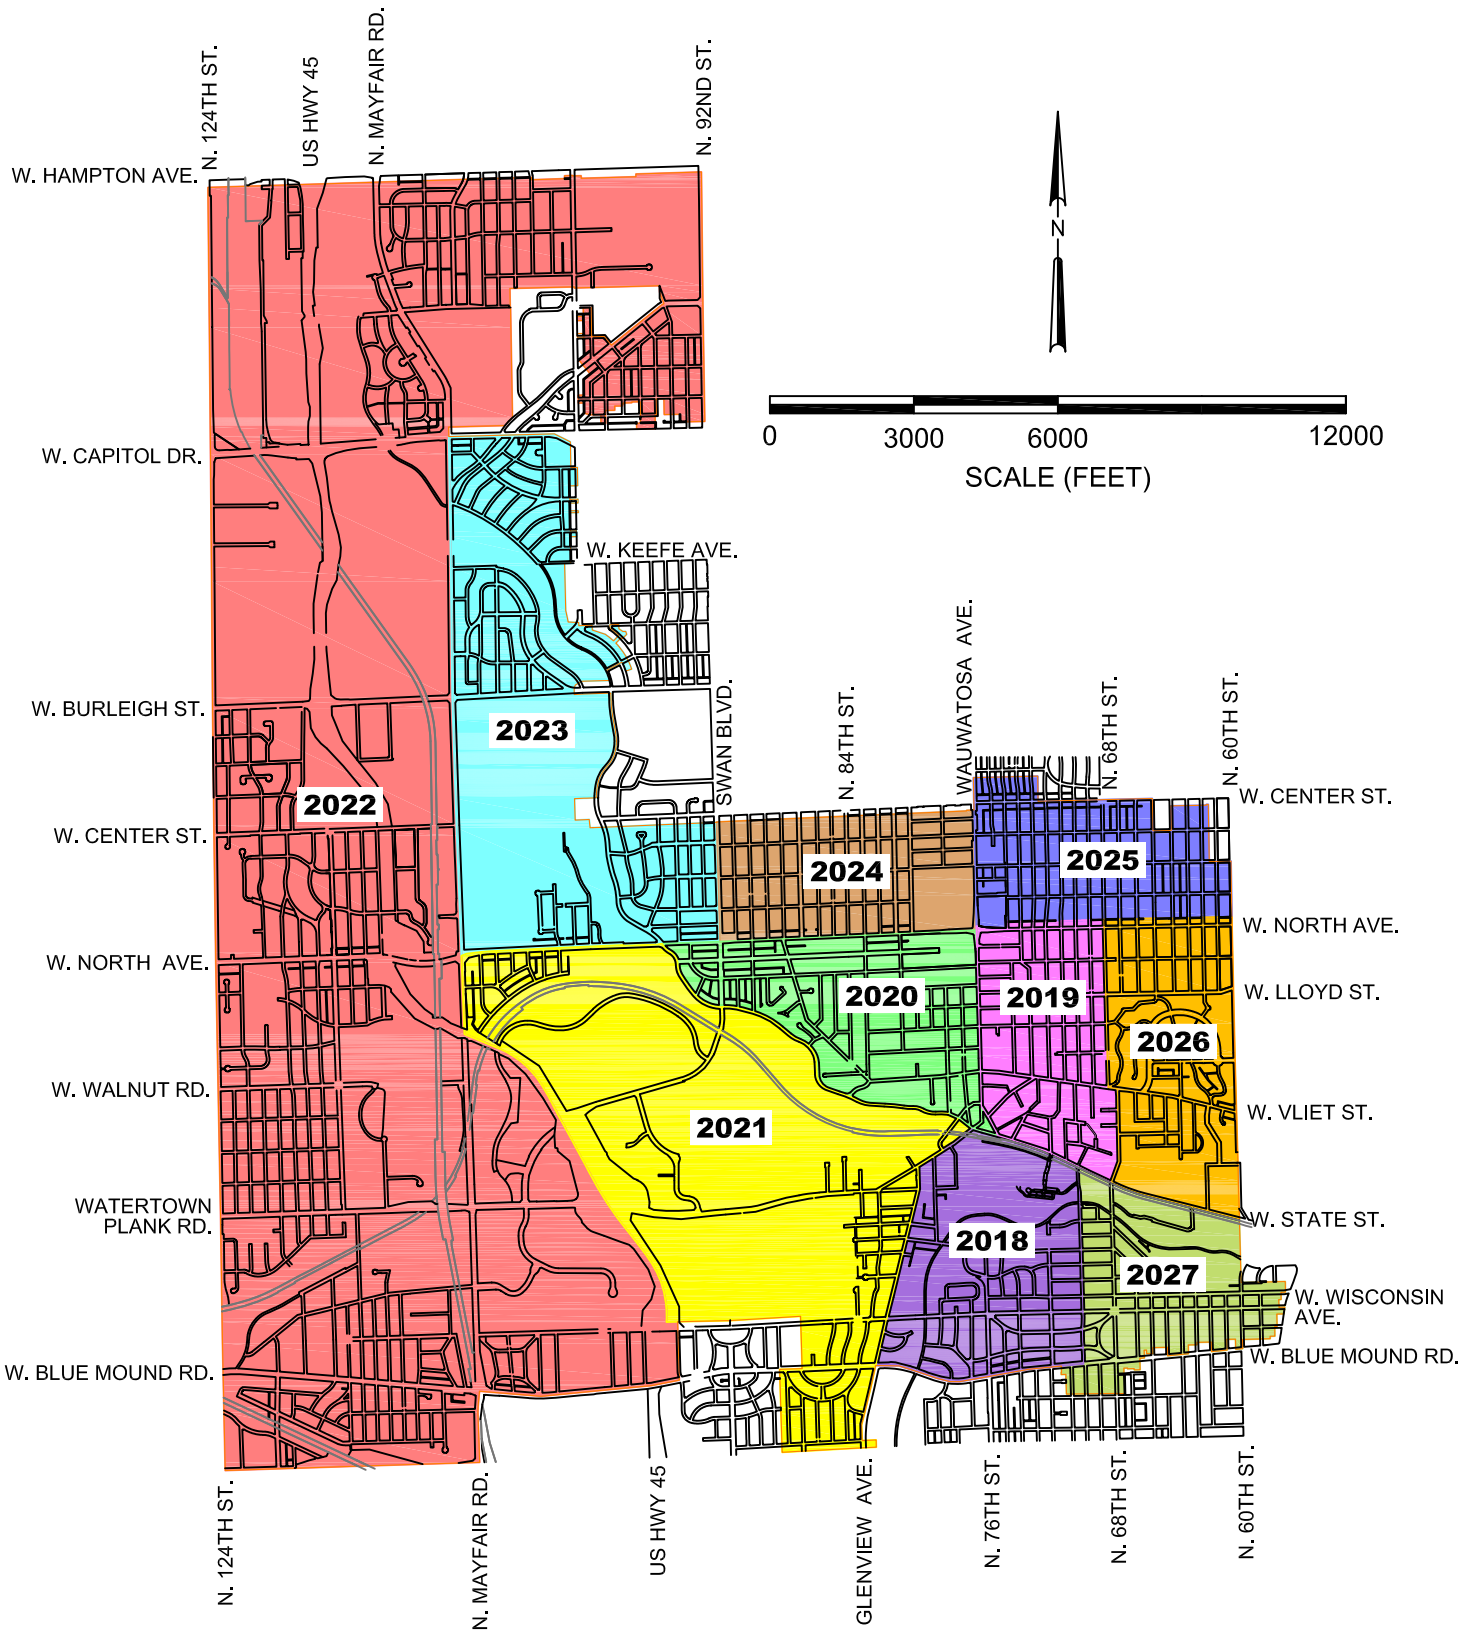 N. 124TH ST.
US HWY 45
N. MAYFAIR RD.
N. 92ND ST.
W. HAMPTON AVE.
N
0
3000
6000
12000
SCALE (FEET)
W. CAPITOL DR.
W. KEEFE AVE.
W. BURLEIGH ST.
SWAN BLVD.
N. 84TH ST.
WAUWATOSA AVE.
N. 68TH ST.
N. 60TH ST.
2023
2022
W. CENTER ST.
W. CENTER ST.
2024
2025
W. NORTH AVE.
W. NORTH AVE.
2020
2019
W. LLOYD ST.
2026
W. WALNUT RD.
2021
W. VLIET ST.
WATERTOWN
PLANK RD.
W. STATE ST.
2018
2027
W. WISCONSIN
AVE.
W. BLUE MOUND RD.
W. BLUE MOUND RD.
N. 124TH ST.
N. MAYFAIR RD.
US HWY 45
GLENVIEW AVE.
N. 76TH ST.
N. 68TH ST.
N. 60TH ST.